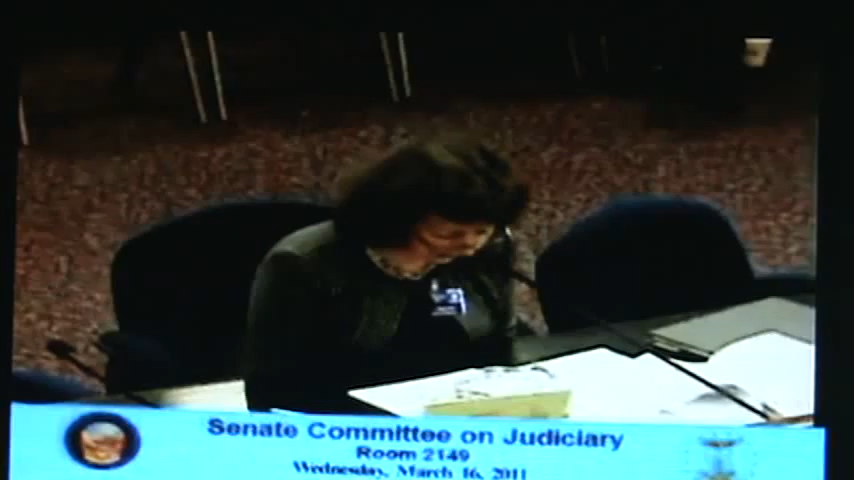 Senate Committee on Judiciary
Room 2149
Wednesday, March 16, 2011